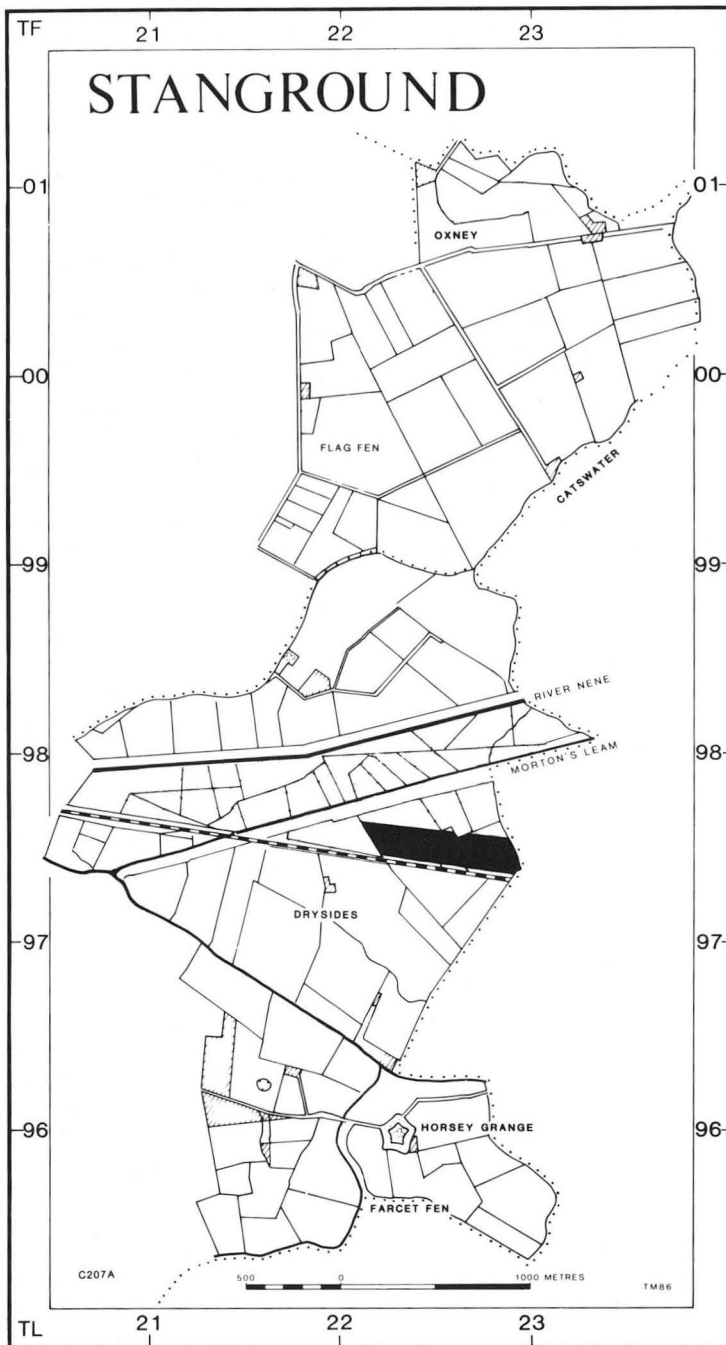 TF
21
22
23
STANGROUND
01
01
OXNEY
00
00
FLAG FEN
CATSWATER
99
99
RIVER NENE
98
98
MORTON'S LEAM
DRYSIDES
97
97
96
HORSEY GRANGE
96
FARCET FEN
C207A
500 0 1000 METRES
TM86
TL
21
22
23